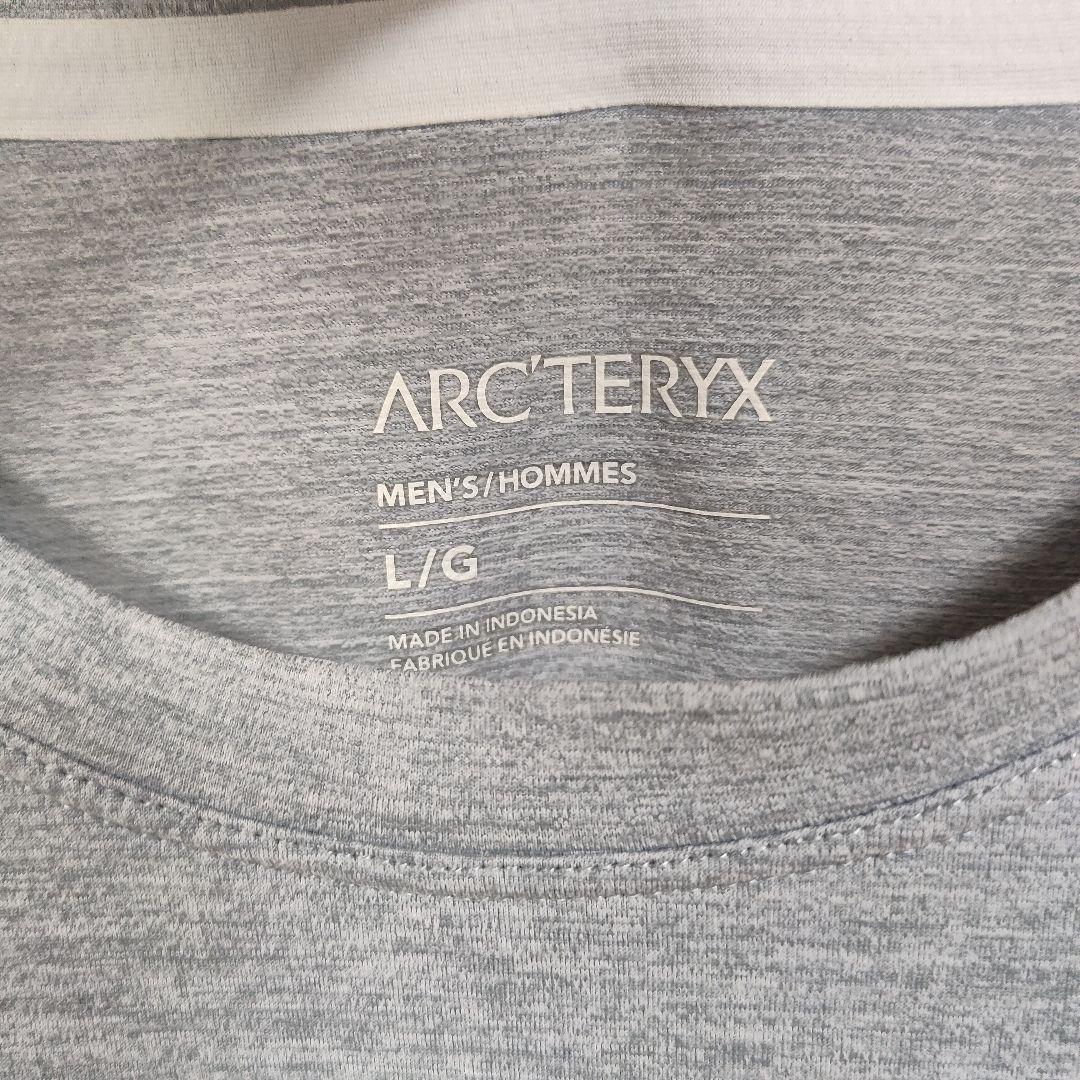 ARC'TERYX
MEN'S/HOMMES
L/G
MADE IN INDONESIA
FABRIQUÉ EN INDONÉSIE